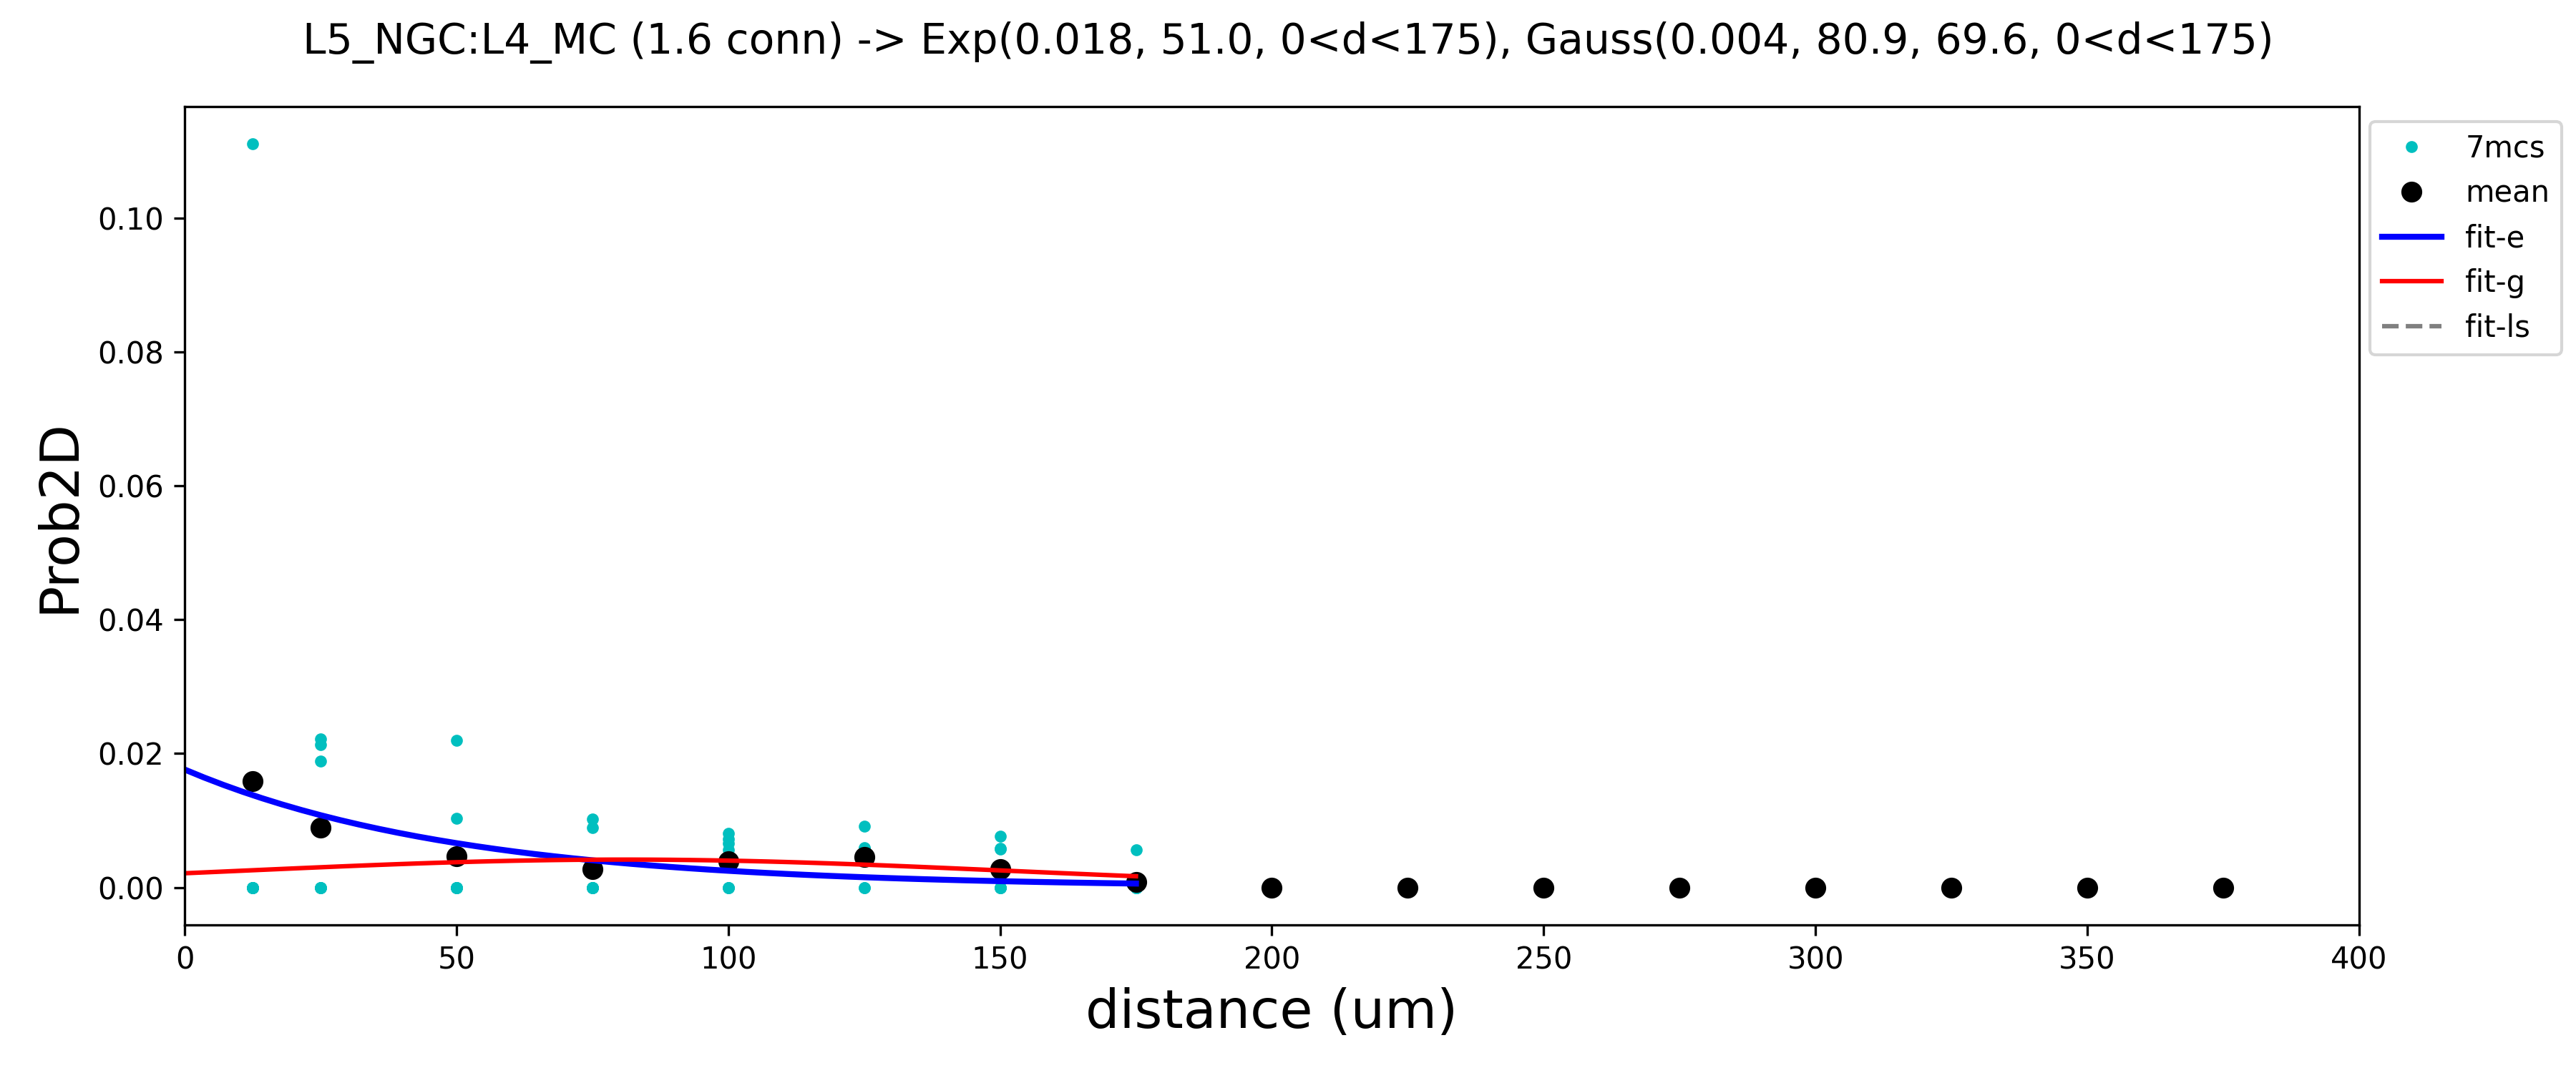 L5_NGC:L4_MC (1.6 conn) -> Exp(0.018, 51.0, 0<d<175), Gauss(0.004, 80.9, 69.6, 0<d<175)
7mcs
mean
fit-e
fit-g
fit-ls
Prob2D
0.10
0.08
0.06
0.04
0.02
0.00
0 50 100 150 200 250 300 350 400
distance (um)